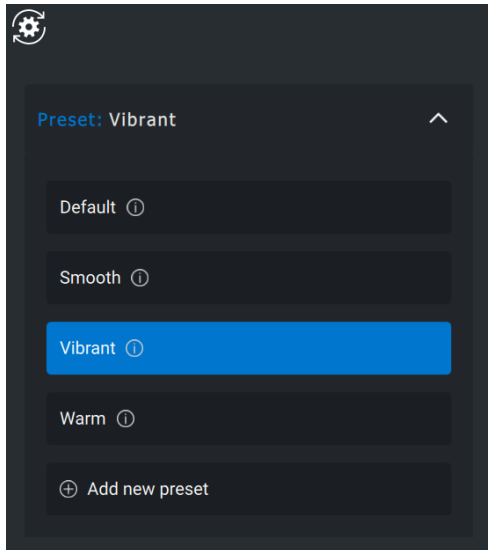 Preset: Vibrant
Default
Smooth
Vibrant
Warm
Add new preset